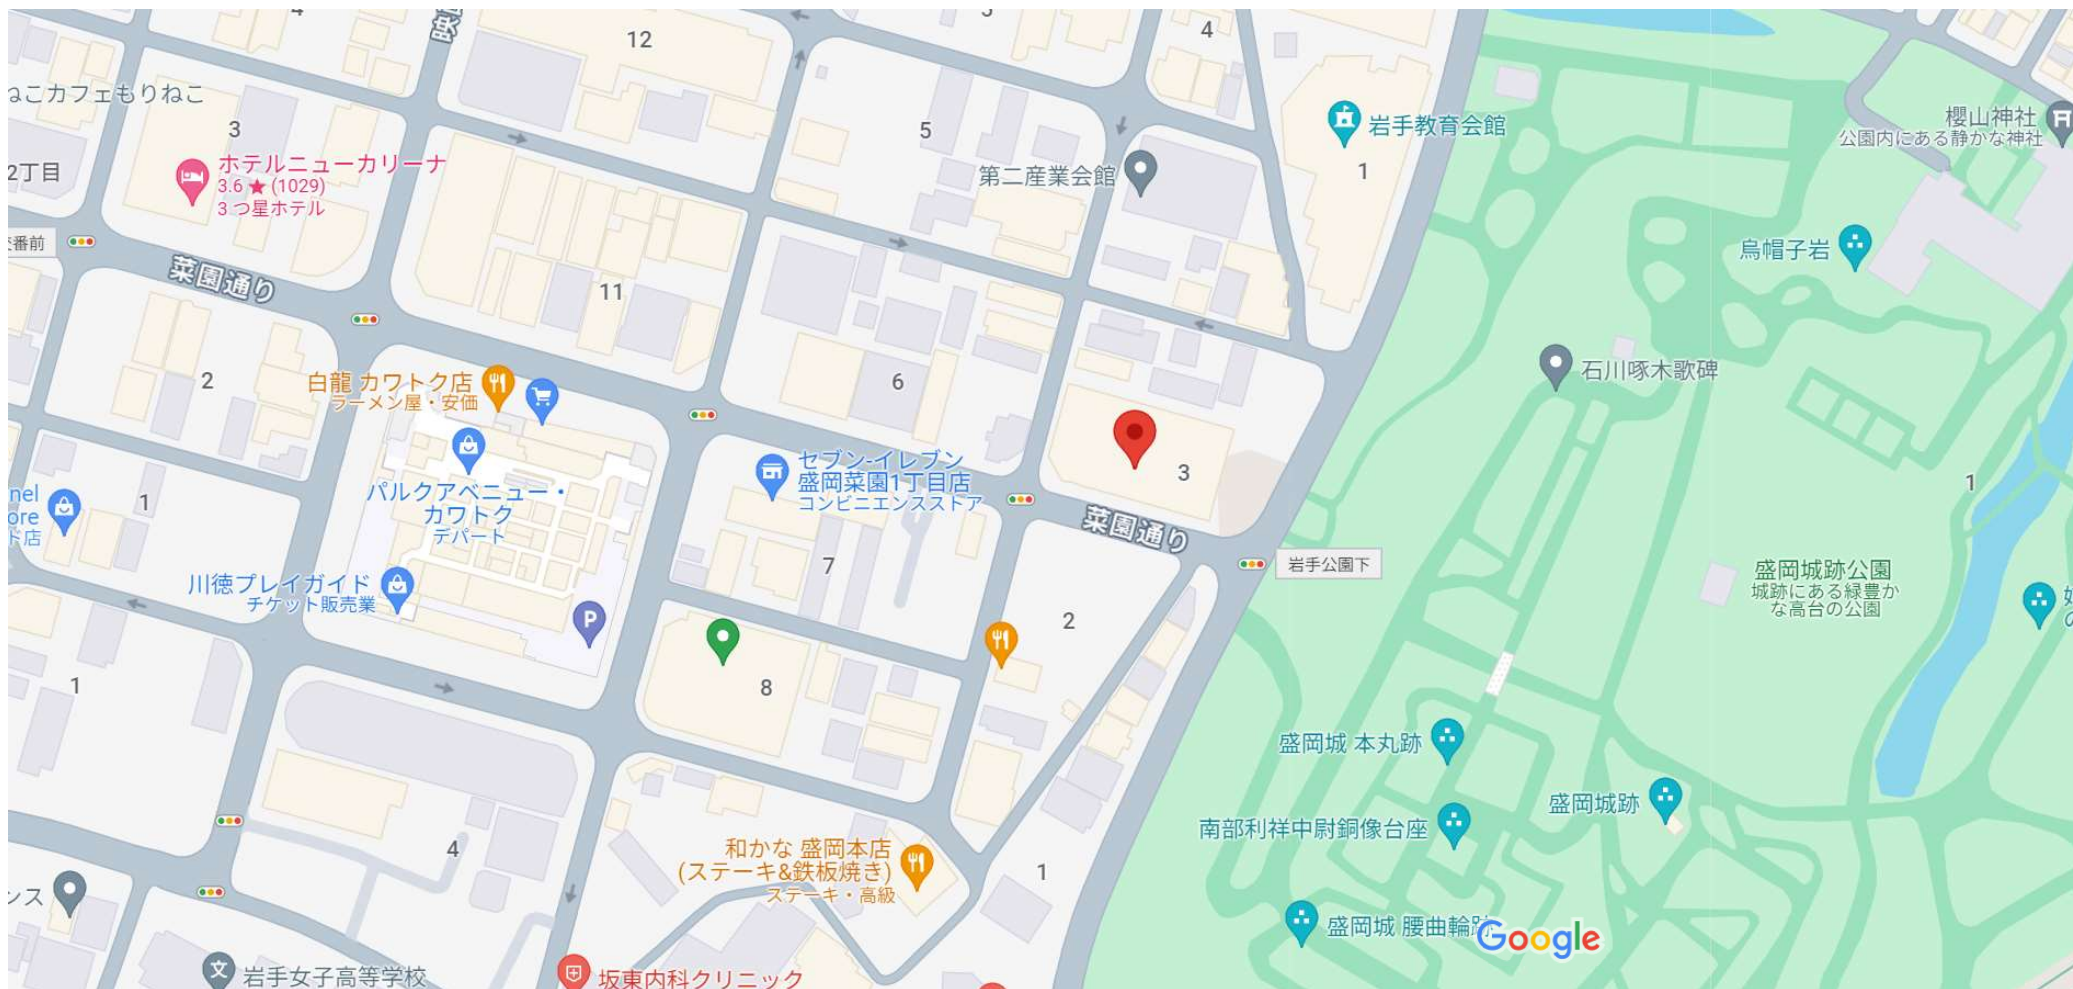 12
4
ねこカフェもりねこ
3
5
岩手教育会館
1
櫻山神社
公園内にある静かな神社
2丁目
ホテルニューカリーナ
3.6 ★ (1029)
3 つ星ホテル
第二産業会館
交番前
菜園通り
烏帽子岩
11
2
白龍 カワトク店
ラーメン屋・安価
6
石川啄木歌碑
パルクアベニュー・
カワトク
デパート
セブン-イレブン
盛岡菜園1丁目店
コンビニエンスストア
3
1
1
菜園通り
岩手公園下
川徳プレイガイド
チケット販売業
P
7
2
盛岡城跡公園
城跡にある緑豊か
な高台の公園
1
8
盛岡城 本丸跡
盛岡城跡
南部利祥中尉銅像台座
4
和かな 盛岡本店
(ステーキ&鉄板焼き)
ステーキ・高級
1
盛岡城 腰曲輪跡
Google
文
岩手女子高等学校
坂東内科クリニック